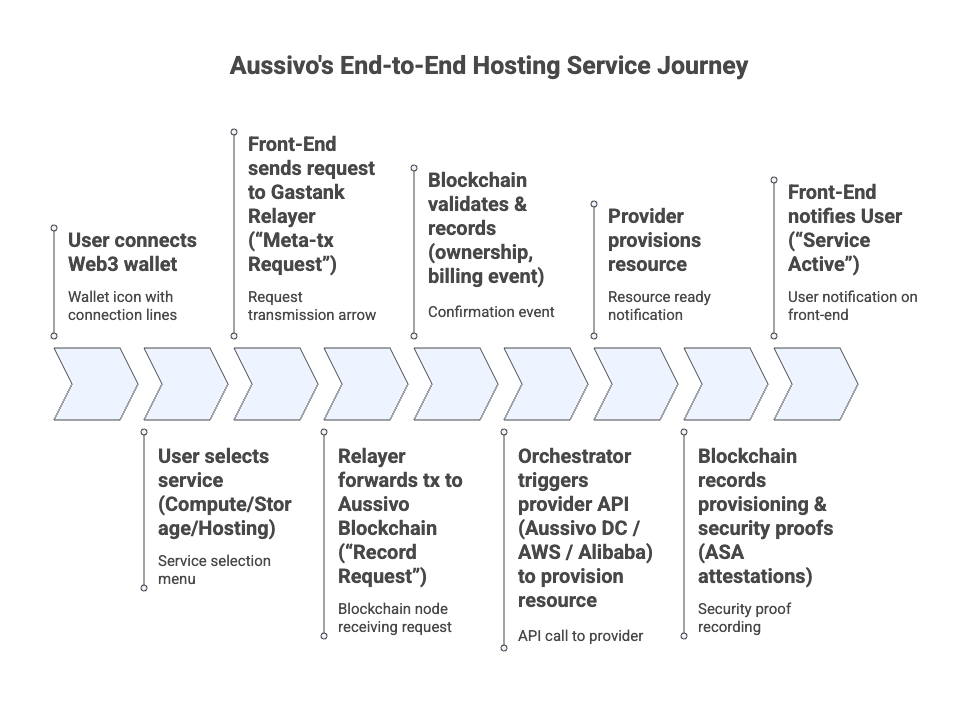 Aussivo's End-to-End Hosting Service Journey
User connects
Web3 wallet
Wallet icon with
connection lines
User selects
service
(Compute/Stor
age/Hosting)
Service selection
menu
Front-End
sends request
to Gastank
Relayer
(“Meta-tx
Request”)
Request
transmission arrow
Relayer
forwards tx to
Aussivo
Blockchain
(“Record
Request”)
Blockchain node
receiving request
Blockchain
validates &
records
(ownership,
billing event)
Confirmation event
Orchestrator
triggers
provider API
(Aussivo DC /
AWS / Alibaba)
to provision
resource
API call to provider
Provider
provisions
resource
Resource ready
notification
Blockchain
records
provisioning &
security proofs
(ASA
attestations)
Security proof
recording
Front-End
notifies User
(“Service
Active”)
User notification on
front-end